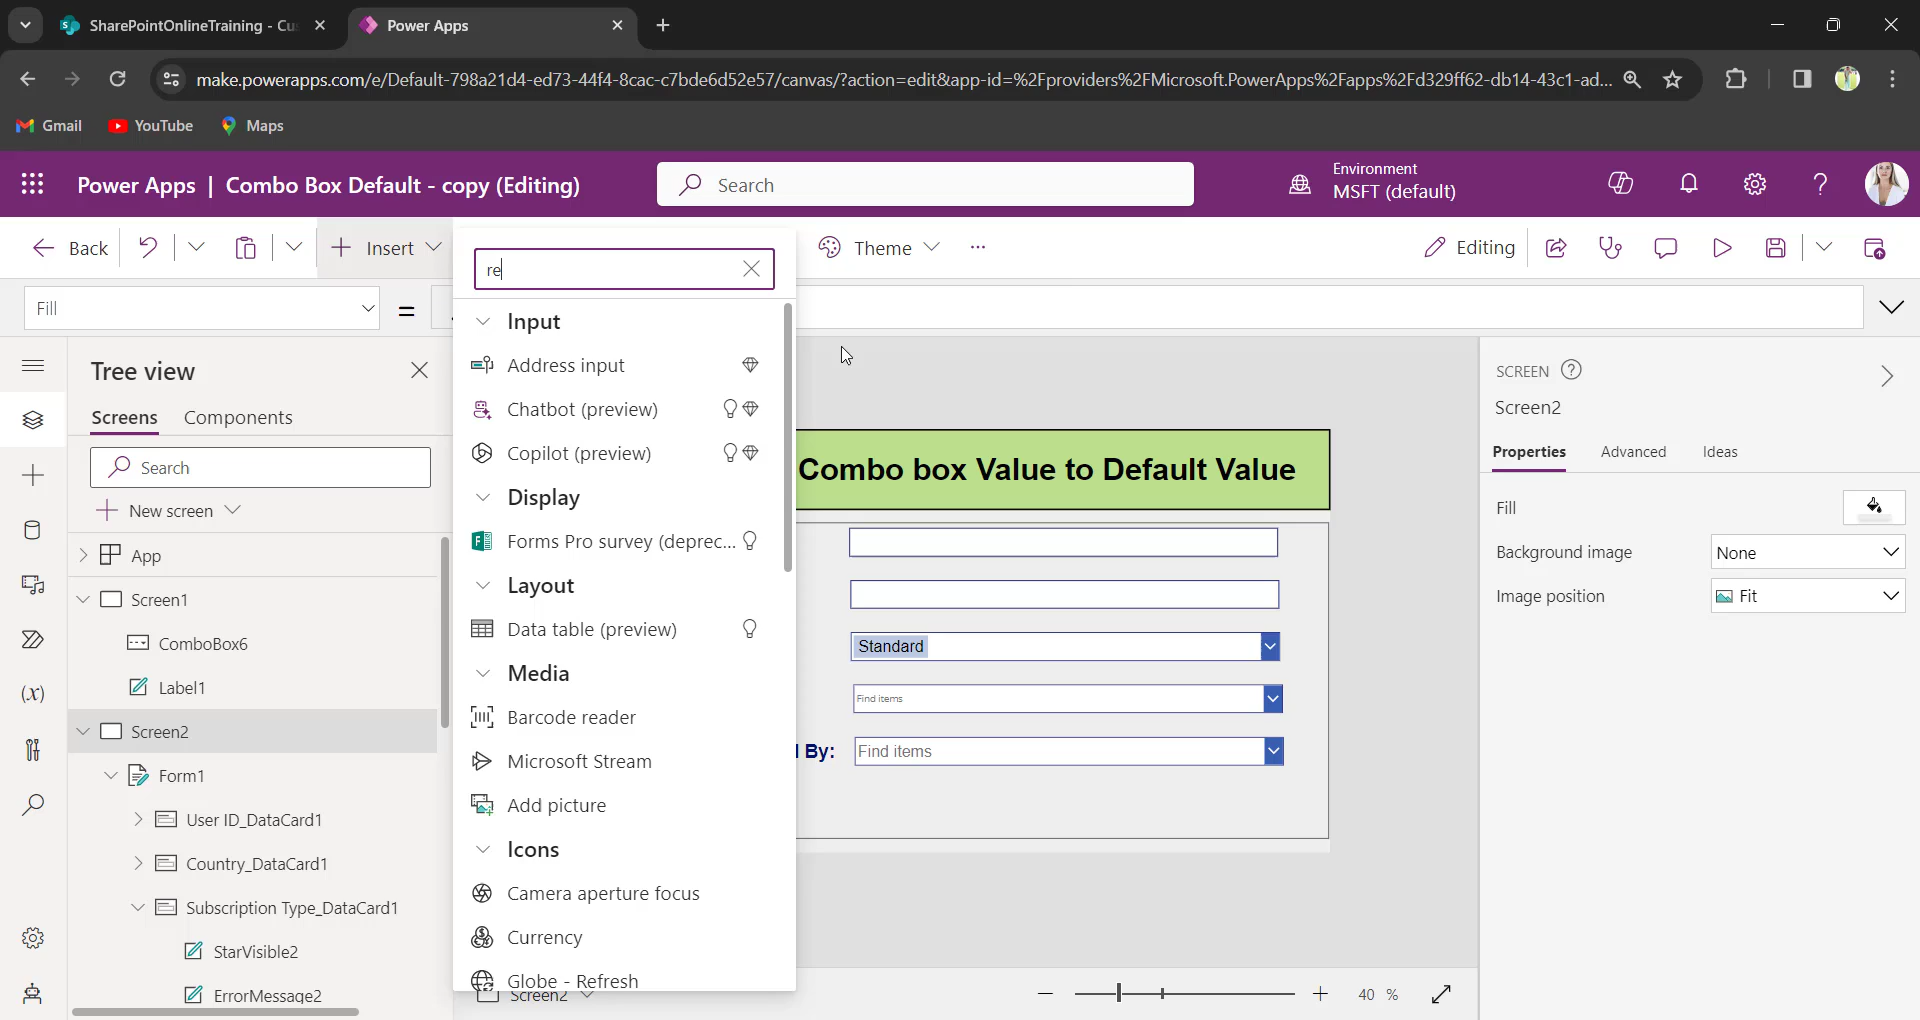 SharePointOnlineTraining - Cu
Power Apps
make.powerapps.com/e/Default-798a21d4-ed73-44f4-8cac-c7bde6d52e57/canvas/?action=edit&app-id=%2Fproviders%2FMicrosoft.PowerApps%2Fapps%2Fd329ff62-db14-43c1-ad...
Gmail
YouTube
Maps
Power Apps | Combo Box Default - copy (Editing)
Search
Environment
MSFT (default)
Back
Insert
Theme
Editing
Fill
=
re
Tree view
Screens
Components
Search
New screen
App
Screen1
ComboBox6
Label1
Screen2
Form1
User ID_DataCard1
Country_DataCard1
Subscription Type_DataCard1
StarVisible2
ErrorMessage2
Input
Address input
Chatbot (preview)
Copilot (preview)
Display
Forms Pro survey (deprec...
Layout
Data table (preview)
Media
Barcode reader
Microsoft Stream
Add picture
Icons
Camera aperture focus
Currency
Globe - Refresh
Screen2
Combo box Value to Default Value
Standard
Find items
By:
Find items
40 %
SCREEN
Screen2
Properties
Advanced
Ideas
Fill
Background image
None
Image position
Fit